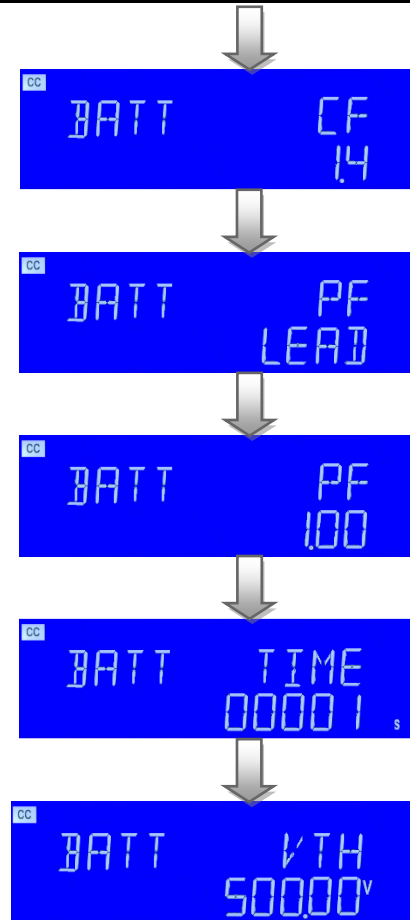 CC
BATT CF
1.4
CC
BATT PF
LEAD
CC
BATT PF
1.00
CC
BATT TIME
00001 s
CC
BATT VTH
500.00 V